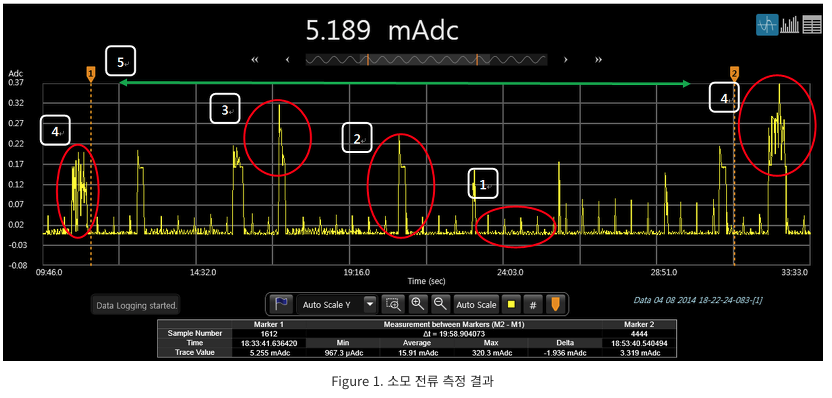 5.189 mAdc
5
Adc
1
2
0.37
0.32
0.27
0.22
0.17
0.12
0.07
0.02
-0.03
-0.08
4
3
2
1
4
09:46.0 14:32.0 19:16.0 24:03.0 28:51.0 33:33.0
Time (sec)
Data Logging started.
Auto Scale Y
Auto Scale
#
Data 04 08 2014 18-22-24-083-[1]
Marker 1 Measurement between Markers (M2 - M1) Marker 2
Sample Number 1612 Δt = 19:58.904073 4444
Time 18:33:41.636420 Min Average Max Delta 18:53:40.540494
Trace Value 5.255 mAdc 967.3 µAdc 15.91 mAdc 320.3 mAdc -1.936 mAdc 3.319 mAdc
Figure 1. 소모 전류 측정 결과